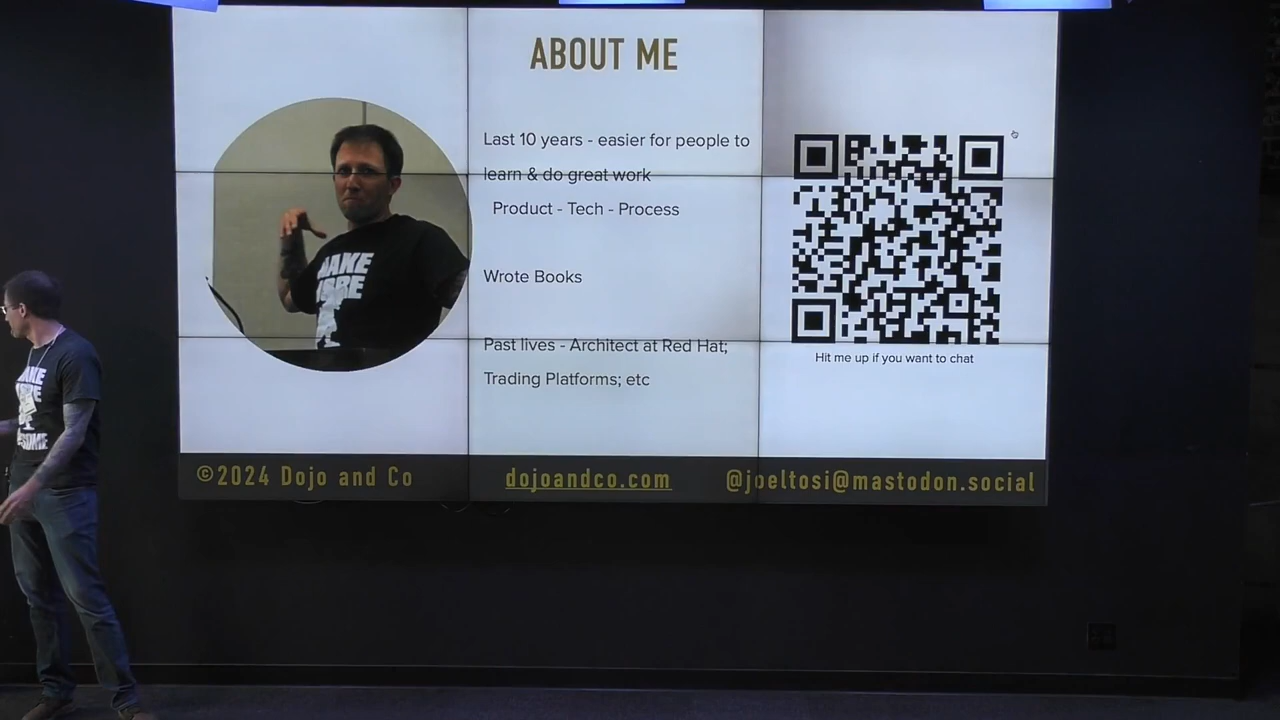 ABOUT ME
Last 10 years - easier for people to
learn & do great work
Product - Tech - Process
Wrote Books
Past lives - Architect at Red Hat;
Trading Platforms; etc
Hit me up if you want to chat
©2024 Dojo and Co
dojoandco.com
@joeltosi@mastodon.social